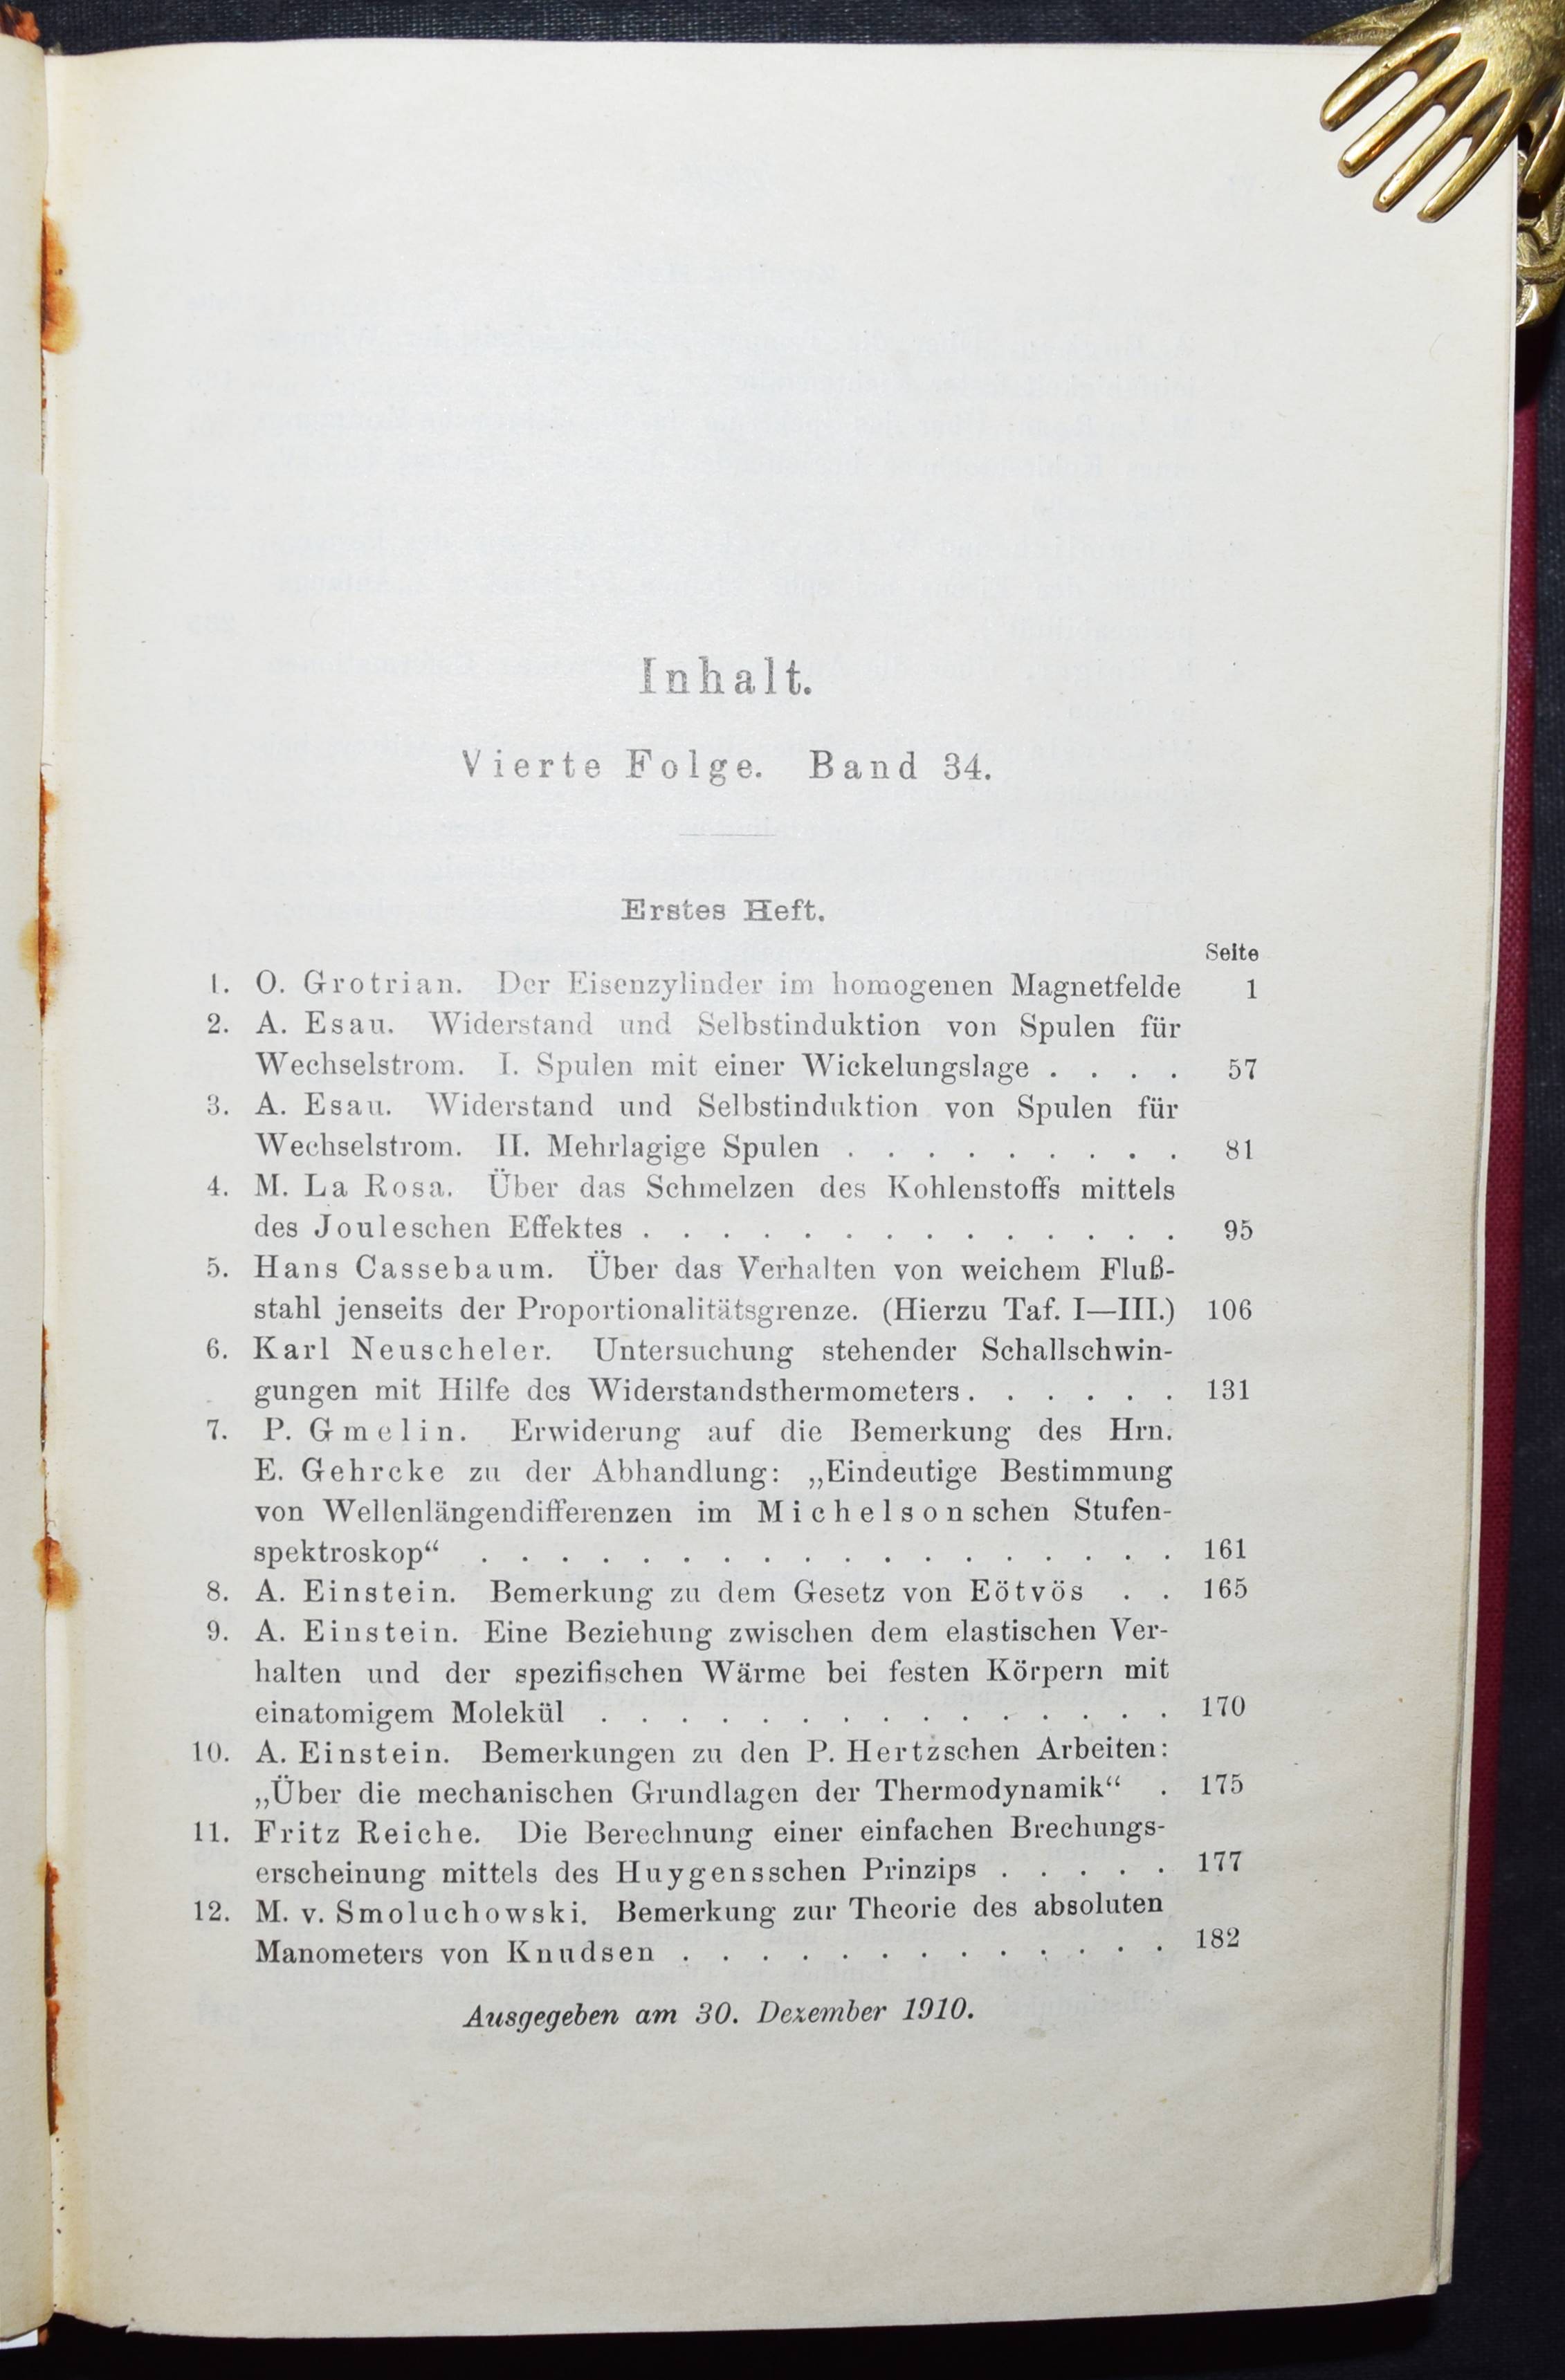 Inhalt.
Vierte Folge. Band 34.
Erstes Heft.
Seite
1. O. Grotrian. Der Eisenzylinder im homogenen Magnetfelde 1
2. A. Esau. Widerstand und Selbstinduktion von Spulen für
Wechselstrom. I. Spulen mit einer Wickelungslage . . . . 57
3. A. Esau. Widerstand und Selbstinduktion von Spulen für
Wechselstrom. II. Mehrlagige Spulen . . . . . . . . . 81
4. M. La Rosa. Über das Schmelzen des Kohlenstoffs mittels
des Jouleschen Effektes . . . . . . . . . . . . . . 95
5. Hans Cassebaum. Über das Verhalten von weichem Fluß-
stahl jenseits der Proportionalitätsgrenze. (Hierzu Taf. I—III.) 106
6. Karl Neuscheler. Untersuchung stehender Schallschwin-
gungen mit Hilfe des Widerstandsthermometers . . . . . . 131
7. P. Gmelin. Erwiderung auf die Bemerkung des Hrn.
E. Gehrcke zu der Abhandlung: „Eindeutige Bestimmung
von Wellenlängendifferenzen im Michelsonschen Stufen-
spektroskop“ . . . . . . . . . . . . . . . . . . 161
8. A. Einstein. Bemerkung zu dem Gesetz von Eötvös . . 165
9. A. Einstein. Eine Beziehung zwischen dem elastischen Ver-
halten und der spezifischen Wärme bei festen Körpern mit
einatomigem Molekül . . . . . . . . . . . . . . . 170
10. A. Einstein. Bemerkungen zu den P. Hertzschen Arbeiten:
„Über die mechanischen Grundlagen der Thermodynamik“ . 175
11. Fritz Reiche. Die Berechnung einer einfachen Brechungs-
erscheinung mittels des Huygensschen Prinzips . . . . . 177
12. M. v. Smoluchowski. Bemerkung zur Theorie des absoluten
Manometers von Knudsen . . . . . . . . . . . . . 182
Ausgegeben am 30. Dezember 1910.